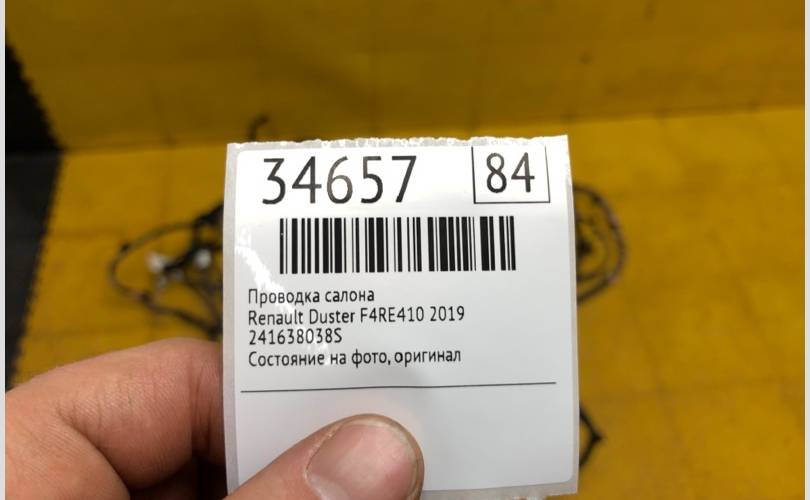 34657 84
Проводка салона
Renault Duster F4RE410 2019
241638038S
Состояние на фото, оригинал